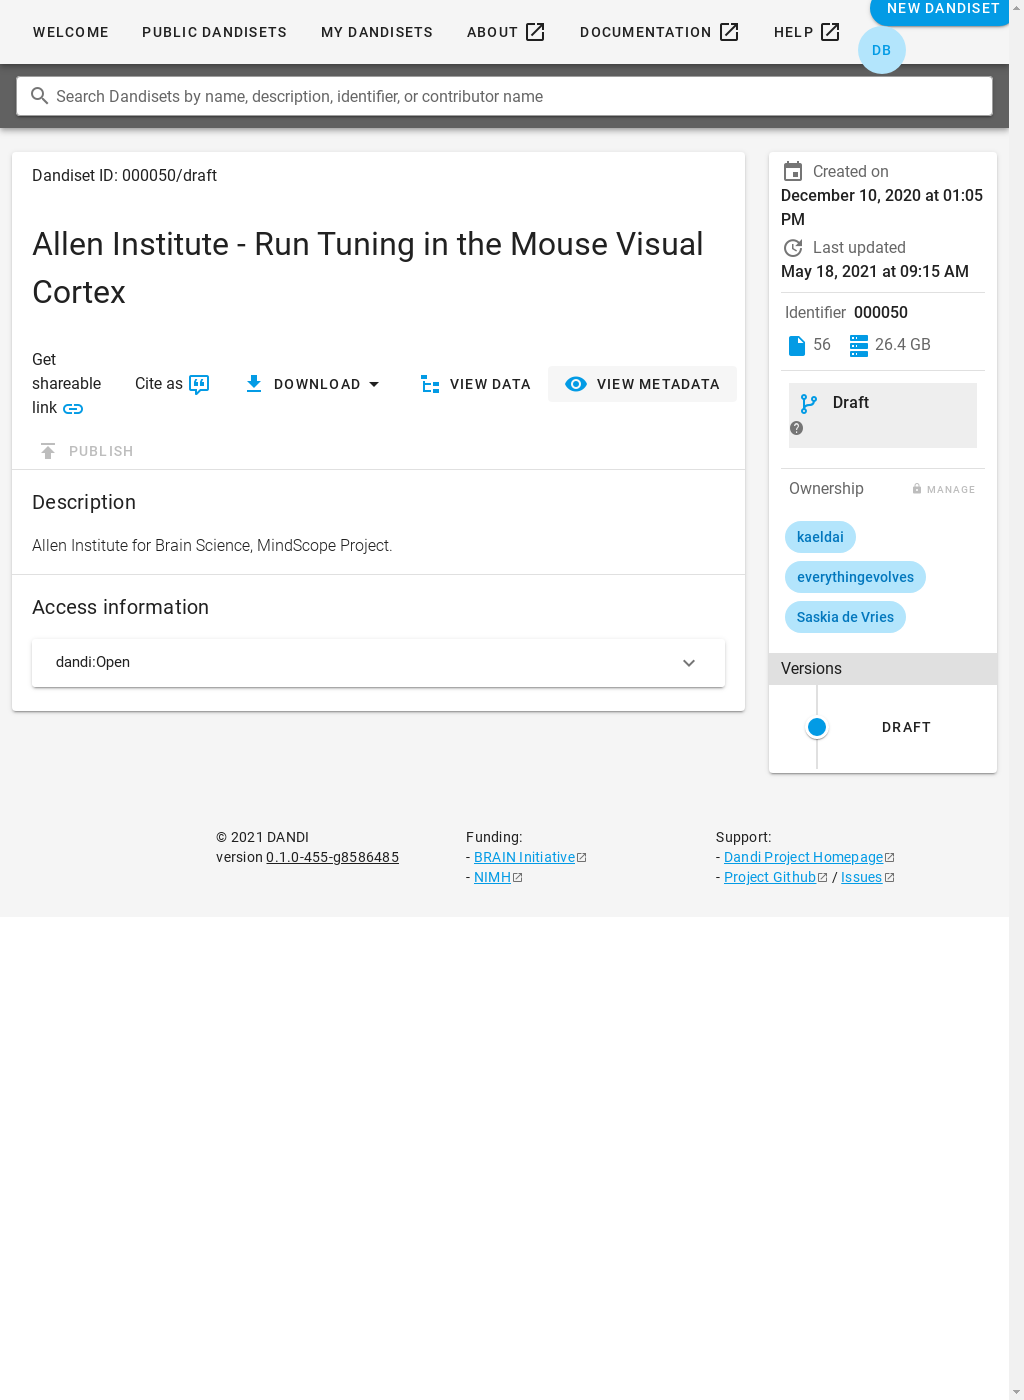 WELCOME
PUBLIC DANDISETS
MY DANDISETS
ABOUT
DOCUMENTATION
HELP
NEW DANDISET
DB
Search Dandisets by name, description, identifier, or contributor name
Dandiset ID: 000050/draft
Allen Institute - Run Tuning in the Mouse Visual
Cortex
Get
shareable
link
Cite as
DOWNLOAD
VIEW DATA
VIEW METADATA
PUBLISH
Description
Allen Institute for Brain Science, MindScope Project.
Access information
dandi:Open
Created on
December 10, 2020 at 01:05
PM
Last updated
May 18, 2021 at 09:15 AM
Identifier 000050
56 26.4 GB
Draft
Ownership
MANAGE
kaeldai
everythingevolves
Saskia de Vries
Versions
DRAFT
© 2021 DANDI
version 0.1.0-455-g8586485
Funding:
- BRAIN Initiative
- NIMH
Support:
- Dandi Project Homepage
- Project Github / Issues